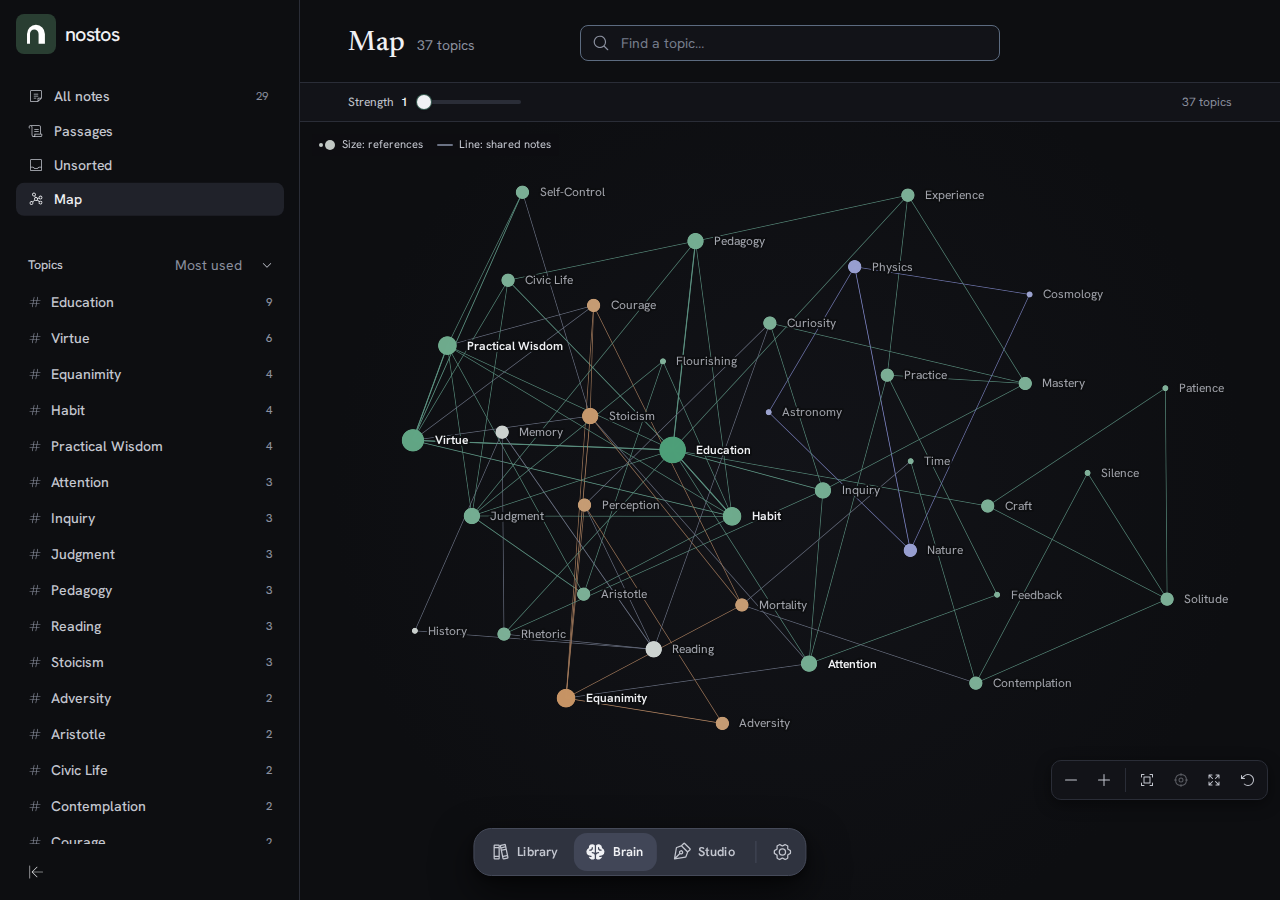 nostos
All notes 29
Passages
Unsorted
Map
Topics Most used
# Education 9
# Virtue 6
# Equanimity 4
# Habit 4
# Practical Wisdom 4
# Attention 3
# Inquiry 3
# Judgment 3
# Pedagogy 3
# Reading 3
# Stoicism 3
# Adversity 2
# Aristotle 2
# Civic Life 2
# Contemplation 2
# Courage 2
Map 37 topics
Find a topic...
Strength 1
37 topics
Size: references
Line: shared notes
Self-Control
Experience
Pedagogy
Physics
Civic Life
Cosmology
Courage
Curiosity
Practical Wisdom
Flourishing
Practice
Mastery
Patience
Astronomy
Stoicism
Memory
Virtue
Education
Time
Silence
Inquiry
Perception
Craft
Judgment
Habit
Nature
Aristotle
Feedback
Solitude
Mortality
History
Rhetoric
Reading
Attention
Contemplation
Equanimity
Adversity
Library
Brain
Studio